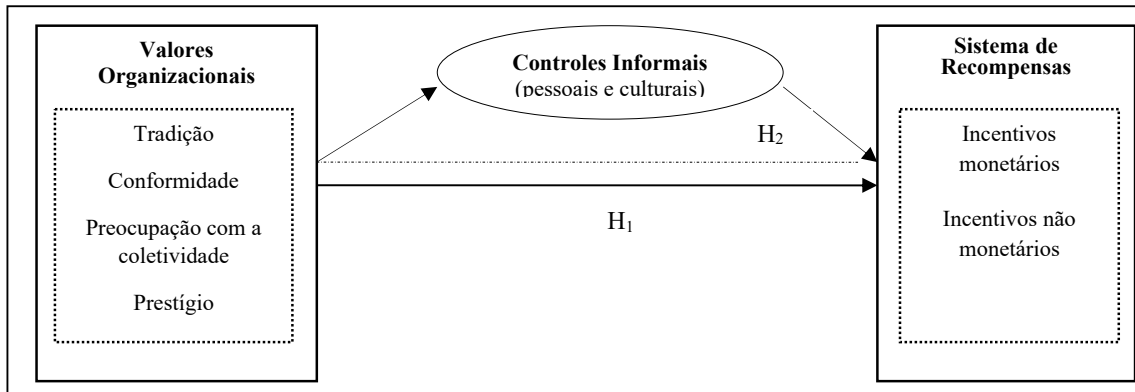 Valores
Organizacionais
Tradição
Conformidade
Preocupação com a
coletividade
Prestígio
Controles Informais
(pessoais e culturais)
H₂
H₁
Sistema de
Recompensas
Incentivos
monetários
Incentivos não
monetários